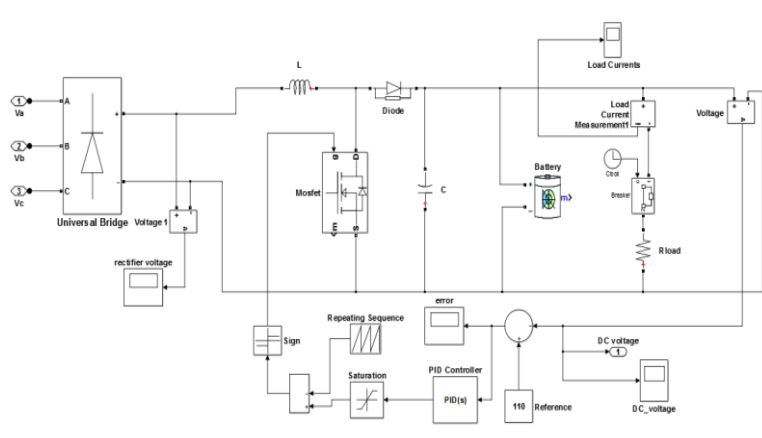 Load Currents
L
1
Va
A
+
Diode
Load
Current
Measurement1
+
-
i
Voltage
+
-
v
2
Vb
B
Clock
Battery
g
D
Mosfet
C
+
m
Breaker
-
3
Vc
C
Universal Bridge
Voltage 1
+
-
v
m
S
R load
rectifier voltage
error
Repeating Sequence
Sign
DC voltage
1
Saturation
PID Controller
PID(s)
110
Reference
DC_voltage